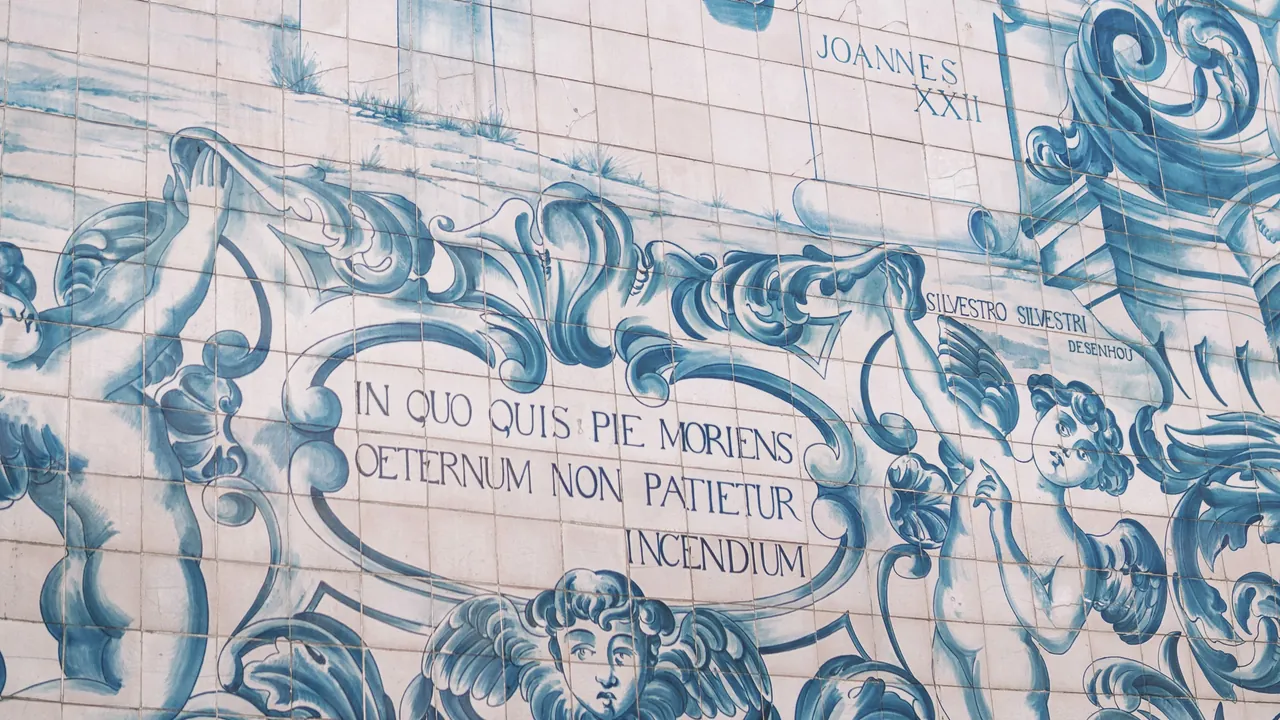 JOANNES
XXII
SILVESTRO SILVESTRI
DESENHOU
IN QUO QUIS PIE MORIENS
OETERNUM NON PATIETUR
INCENDIUM